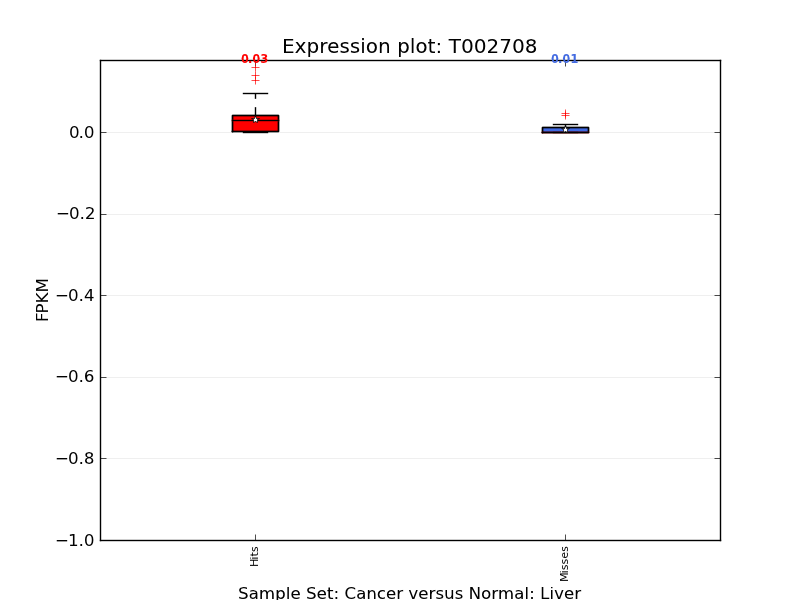 Expression plot: T002708
0.03
0.01
0.0
−0.2
−0.4
−0.6
−0.8
−1.0
FPKM
Hits
Misses
Sample Set: Cancer versus Normal: Liver